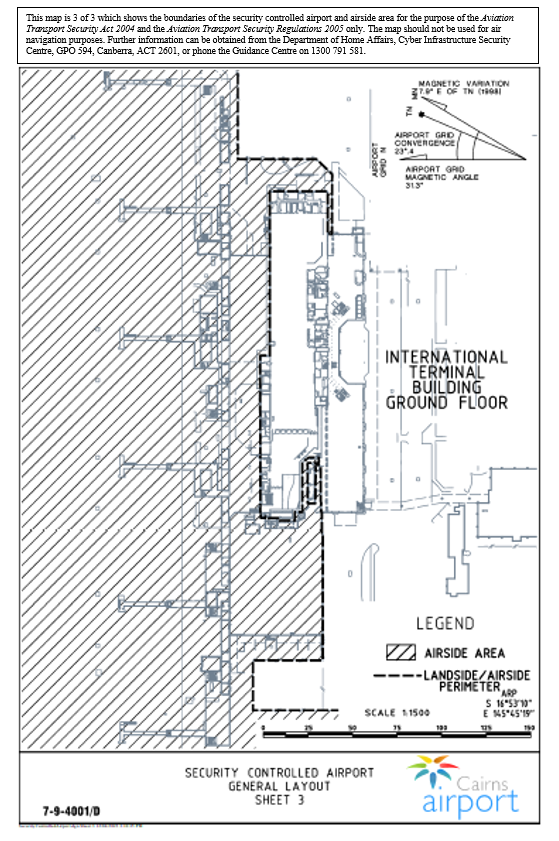 This map is 3 of 3 which shows the boundaries of the security controlled airport and airside area for the purpose of the Aviation
Transport Security Act 2004 and the Aviation Transport Security Regulations 2005 only. The map should not be used for air
navigation purposes. Further information can be obtained from the Department of Home Affairs, Cyber Infrastructure Security
Centre, GPO 594, Canberra, ACT 2601, or phone the Guidance Centre on 1300 791 581.
MAGNETIC VARIATION
7.9° E OF TN (1998)
MN
TN
AIRPORT GRID
CONVERGENCE
23°.4
AIRPORT GRID
MAGNETIC ANGLE
31.3°
AIRPORT
GRID N
INTERNATIONAL
TERMINAL
BUILDING
GROUND FLOOR
LEGEND
AIRSIDE AREA
LANDSIDE/AIRSIDE
PERIMETER
ARP
S 16°53'10"
E 145°45'19"
SCALE 1:1500
0 25 50 75 100 125 150
SECURITY CONTROLLED AIRPORT
GENERAL LAYOUT
SHEET 3
7-9-4001/D
Cairns
airport